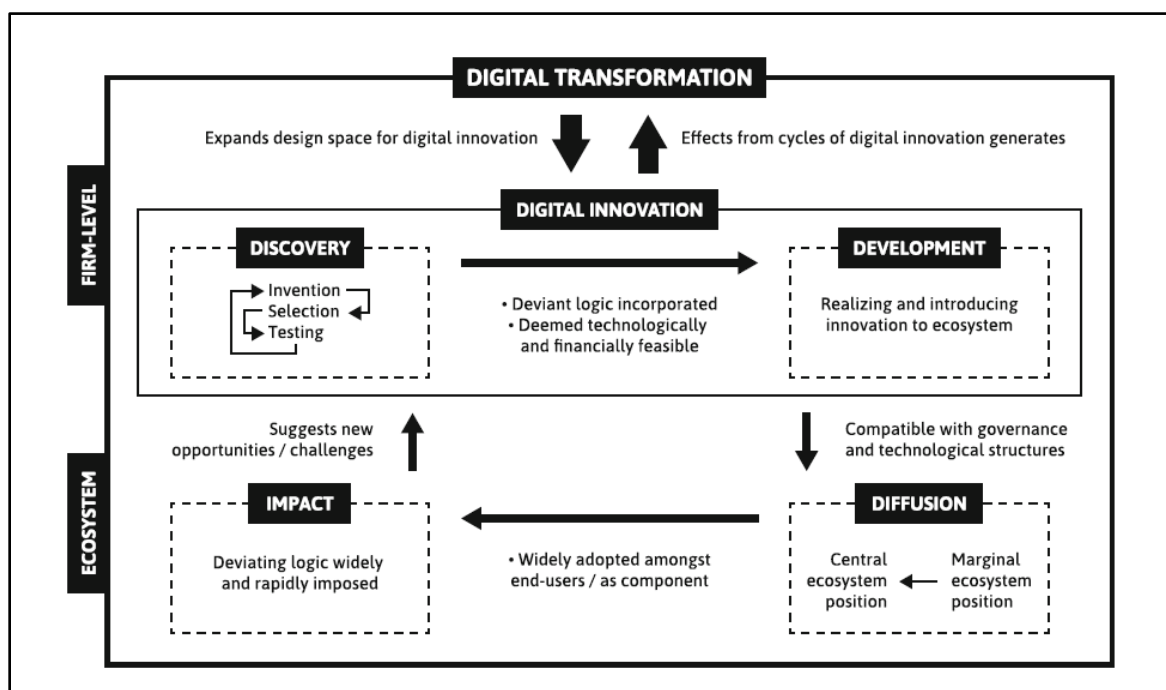 DIGITAL TRANSFORMATION
Expands design space for digital innovation
Effects from cycles of digital innovation generates
FIRM-LEVEL
DIGITAL INNOVATION
DISCOVERY
Invention
Selection
Testing
• Deviant logic incorporated
• Deemed technologically
and financially feasible
DEVELOPMENT
Realizing and introducing
innovation to ecosystem
Suggests new
opportunities / challenges
Compatible with governance
and technological structures
ECOSYSTEM
IMPACT
Deviating logic widely
and rapidly imposed
• Widely adopted amongst
end-users / as component
DIFFUSION
Central
ecosystem
position
Marginal
ecosystem
position